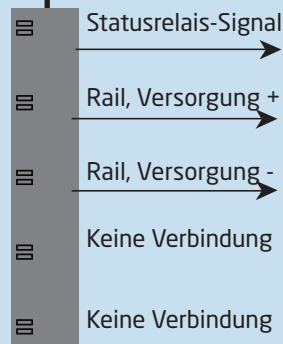 Statusrelais-Signal
Rail, Versorgung +
Rail, Versorgung -
Keine Verbindung
Keine Verbindung